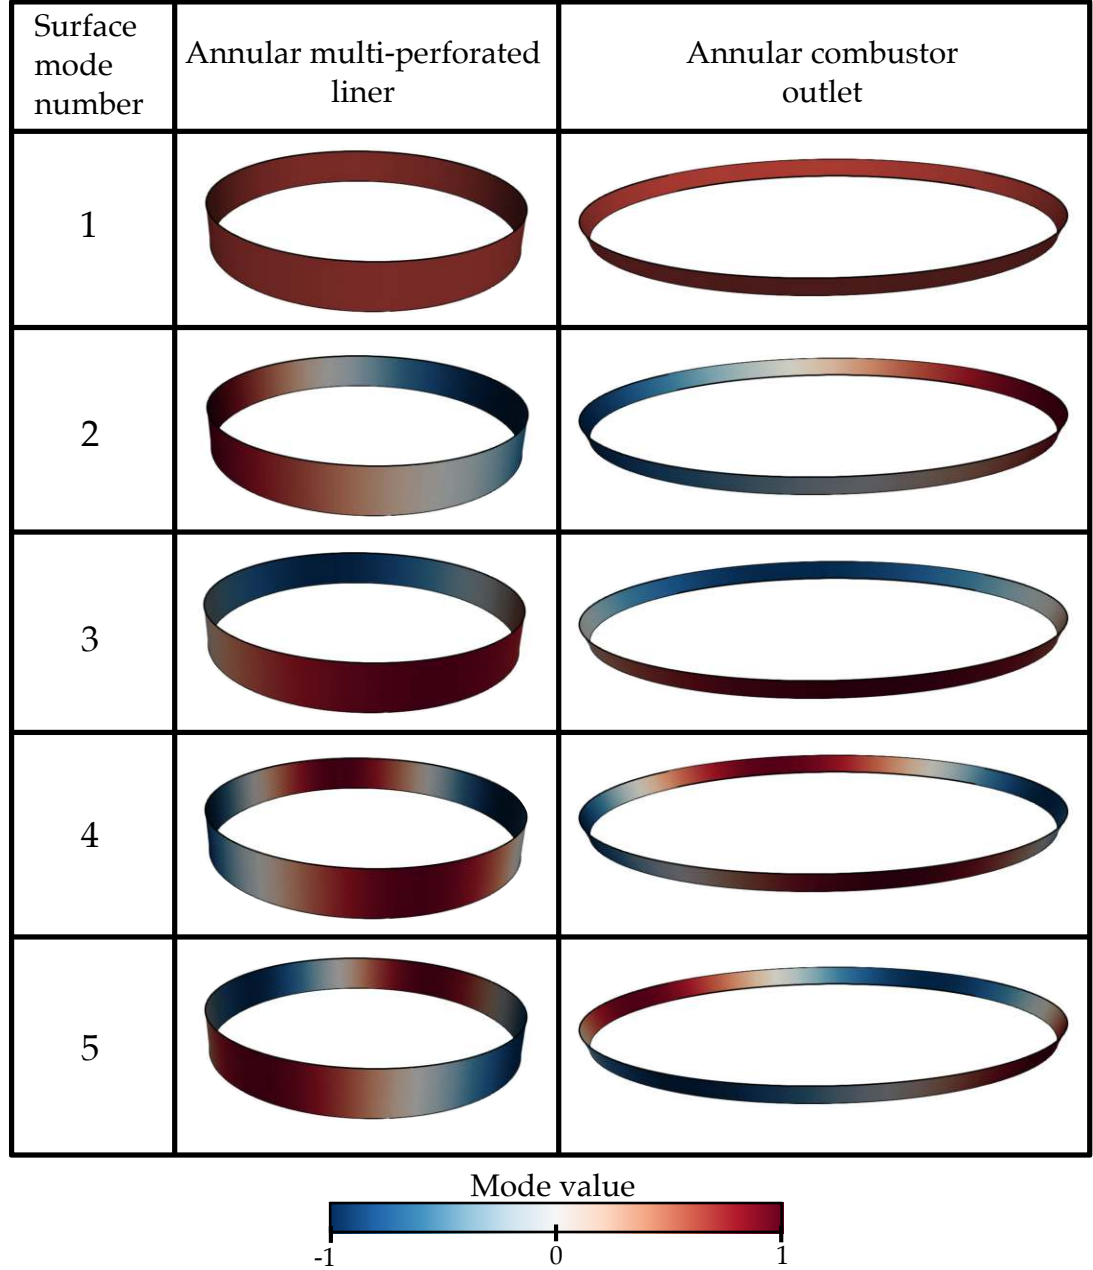 Surface
mode
number
Annular multi-perforated
liner
Annular combustor
outlet
1
2
3
4
5
Mode value
-1
0
1